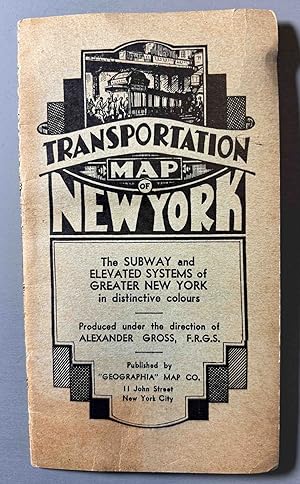 TRANSPORTATION
MAP
OF
NEW YORK
The SUBWAY and
ELEVATED SYSTEMS of
GREATER NEW YORK
in distinctive colours
Produced under the direction of
ALEXANDER GROSS, F.R.G.S.
Published by
"GEOGRAPHIA" MAP CO.
11 John Street
New York City